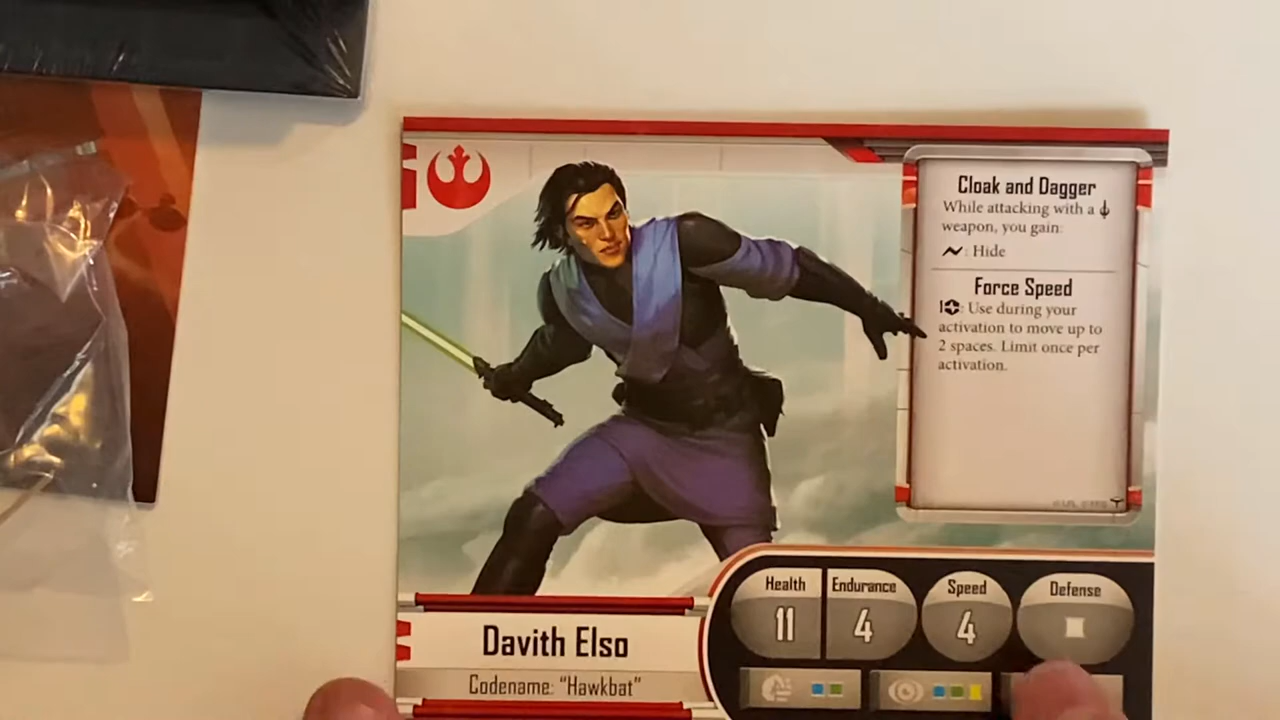 Cloak and Dagger
While attacking with a
weapon, you gain:
: Hide
Force Speed
: Use during your
activation to move up to
2 spaces. Limit once per
activation.
Health
11
Endurance
4
Speed
4
Defense
Davith Elso
Codename: "Hawkbat"